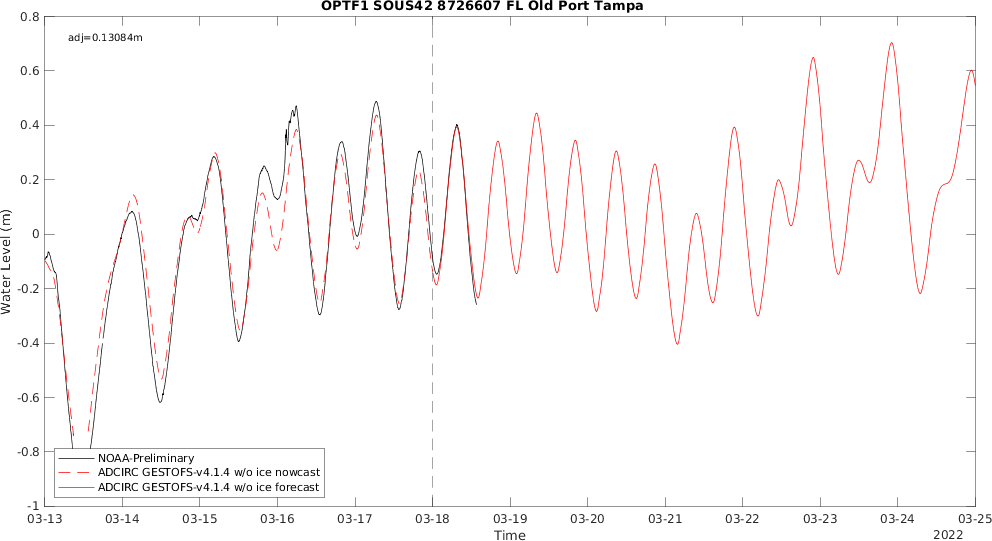 OPTF1 SOUS42 8726607 FL Old Port Tampa
adj=0.13084m
Water Level (m)
0.8
0.6
0.4
0.2
0
-0.2
-0.4
-0.6
-0.8
-1
NOAA-Preliminary
ADCIRC GESTOFS-v4.1.4 w/o ice nowcast
ADCIRC GESTOFS-v4.1.4 w/o ice forecast
03-13 03-14 03-15 03-16 03-17 03-18 03-19 03-20 03-21 03-22 03-23 03-24 03-25
Time
2022